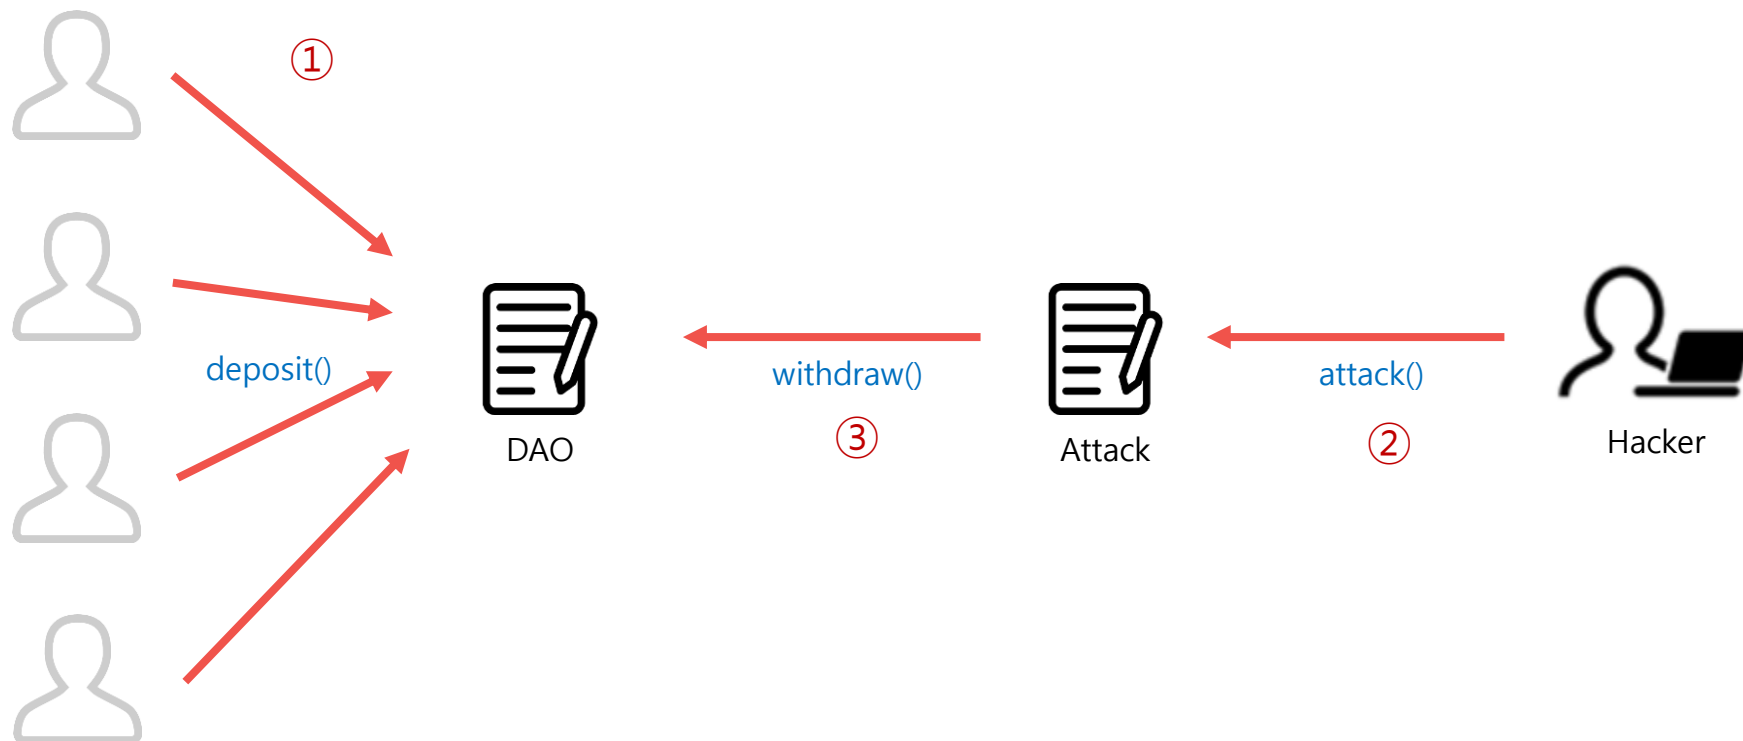 ①
deposit()
DAO
withdraw()
③
Attack
attack()
②
Hacker